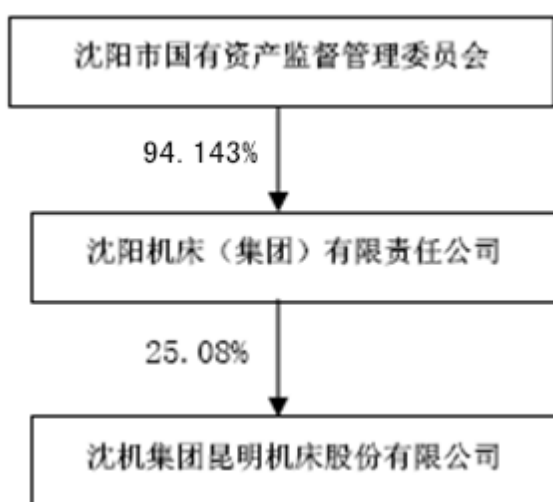 沈阳市国有资产监督管理委员会
94.143%
沈阳机床（集团）有限责任公司
25.08%
沈机集团昆明机床股份有限公司